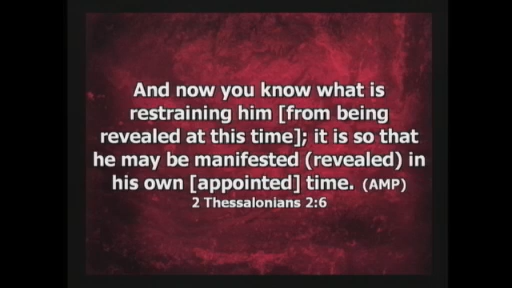 And now you know what is
restraining him [from being
revealed at this time]; it is so that
he may be manifested (revealed) in
his own [appointed] time. (AMP)
2 Thessalonians 2:6